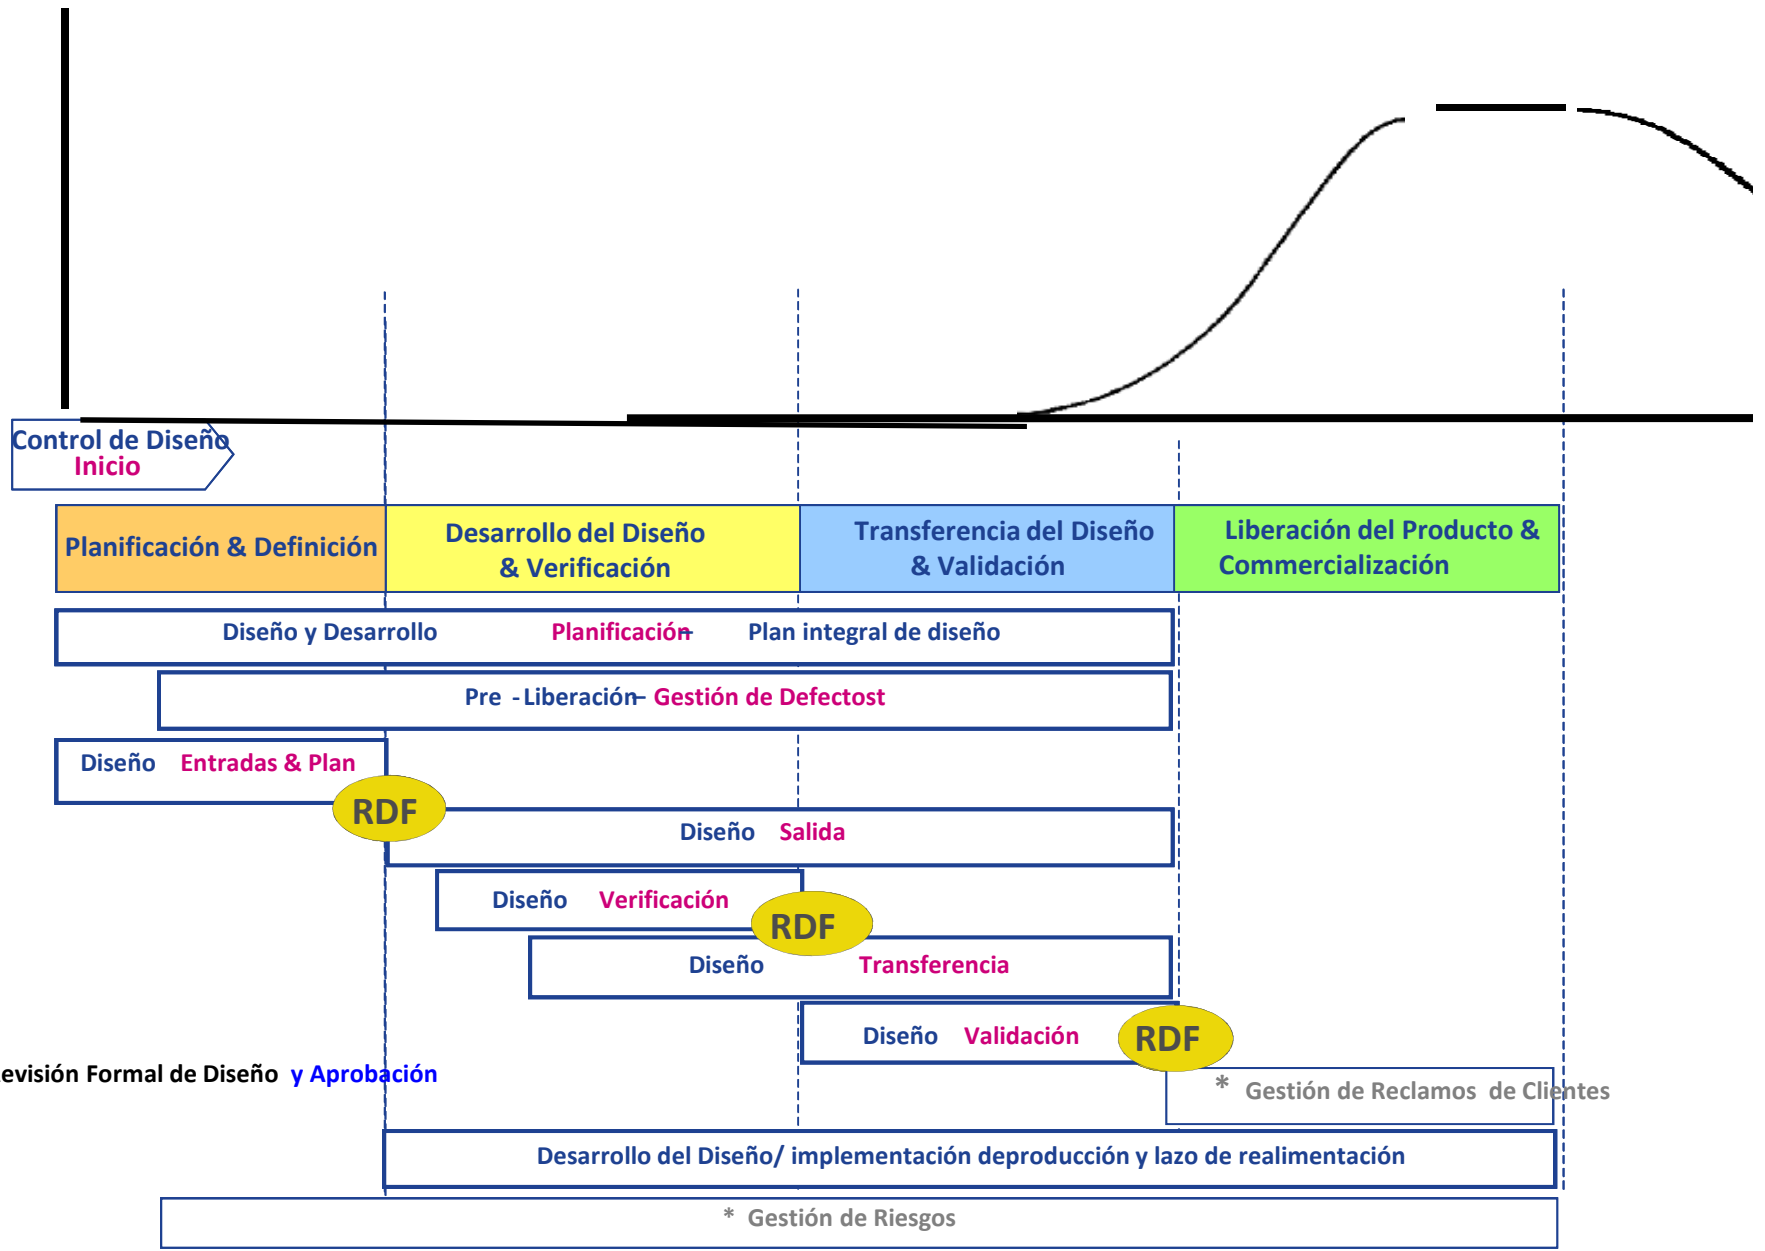 Control de Diseño
Inicio
Planificación & Definición
Desarrollo del Diseño
& Verificación
Transferencia del Diseño
& Validación
Liberación del Producto &
Commercialización
Diseño y Desarrollo Planificación– Plan integral de diseño
Pre - Liberación– Gestión de Defectost
Diseño Entradas & Plan
RDF
Diseño Salida
Diseño Verificación
RDF
Diseño Transferencia
Diseño Validación
RDF
evisión Formal de Diseño y Aprobación
* Gestión de Reclamos de Clientes
Desarrollo del Diseño/ implementación deproducción y lazo de realimentación
* Gestión de Riesgos